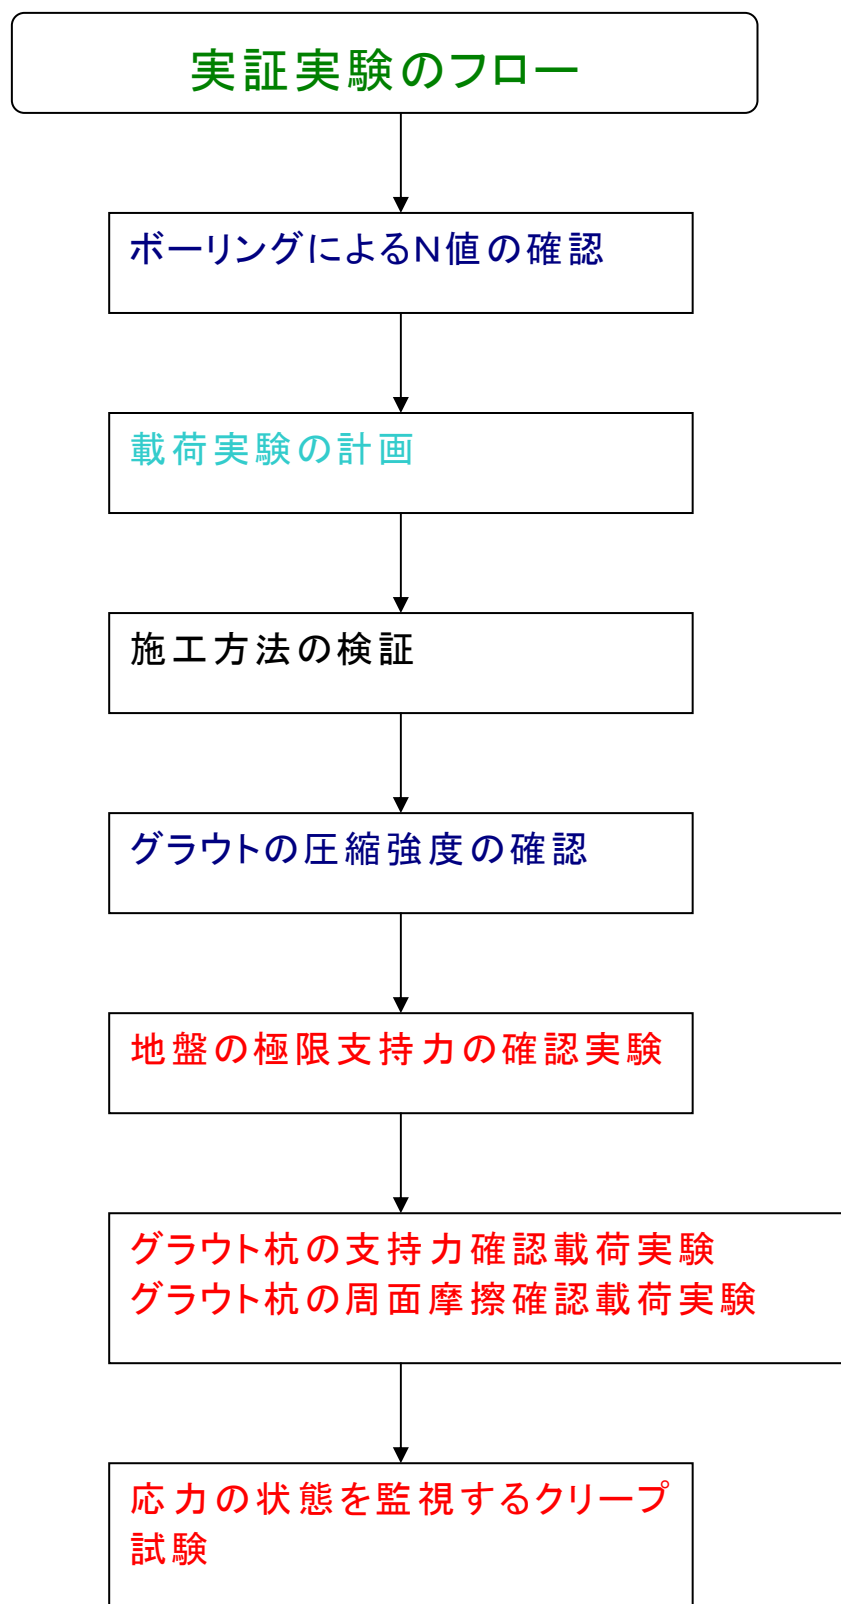 実証実験のフロー
ボーリングによるN値の確認
載荷実験の計画
施工方法の検証
グラウトの圧縮強度の確認
地盤の極限支持力の確認実験
グラウト杭の支持力確認載荷実験
グラウト杭の周面摩擦確認載荷実験
応力の状態を監視するクリープ
試験